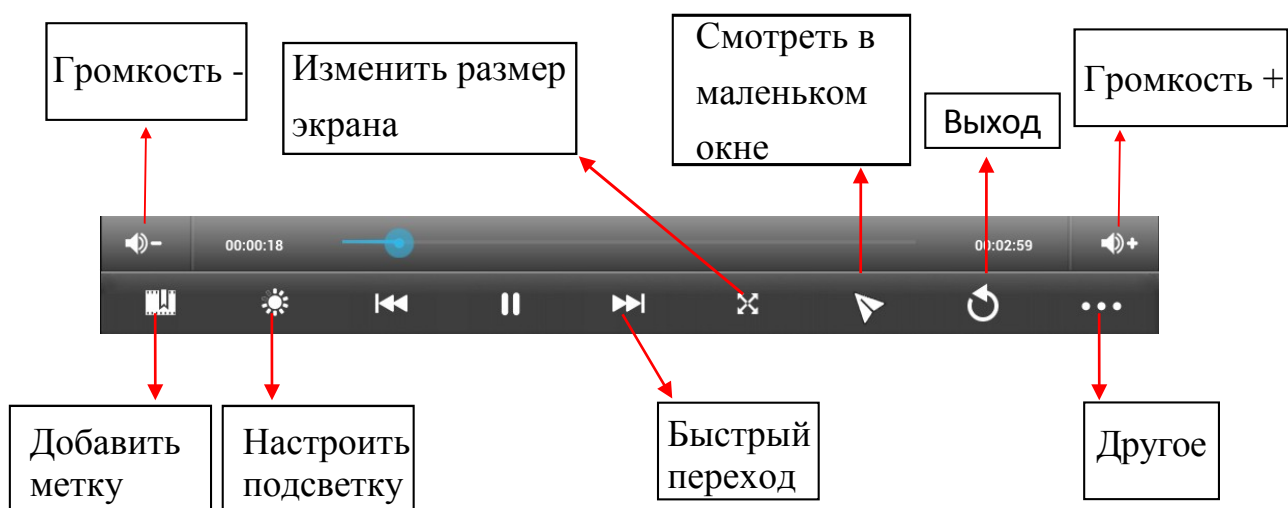 Громкость -
Изменить размер
экрана
Смотреть в
маленьком
окне
Выход
Громкость +
00:00:18
00:02:59
Добавить
метку
Настроить
подсветку
Быстрый
переход
Другое